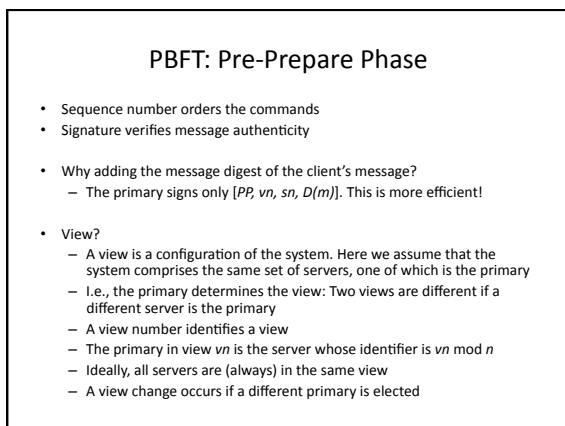 PBFT: Pre-Prepare Phase
• Sequence number orders the commands
• Signature verifies message authenticity
• Why adding the message digest of the client's message?
– The primary signs only [PP, vn, sn, D(m)]. This is more efficient!
• View?
– A view is a configuration of the system. Here we assume that the
system comprises the same set of servers, one of which is the primary
– I.e., the primary determines the view: Two views are different if a
different server is the primary
– A view number identifies a view
– The primary in view vn is the server whose identifier is vn mod n
– Ideally, all servers are (always) in the same view
– A view change occurs if a different primary is elected